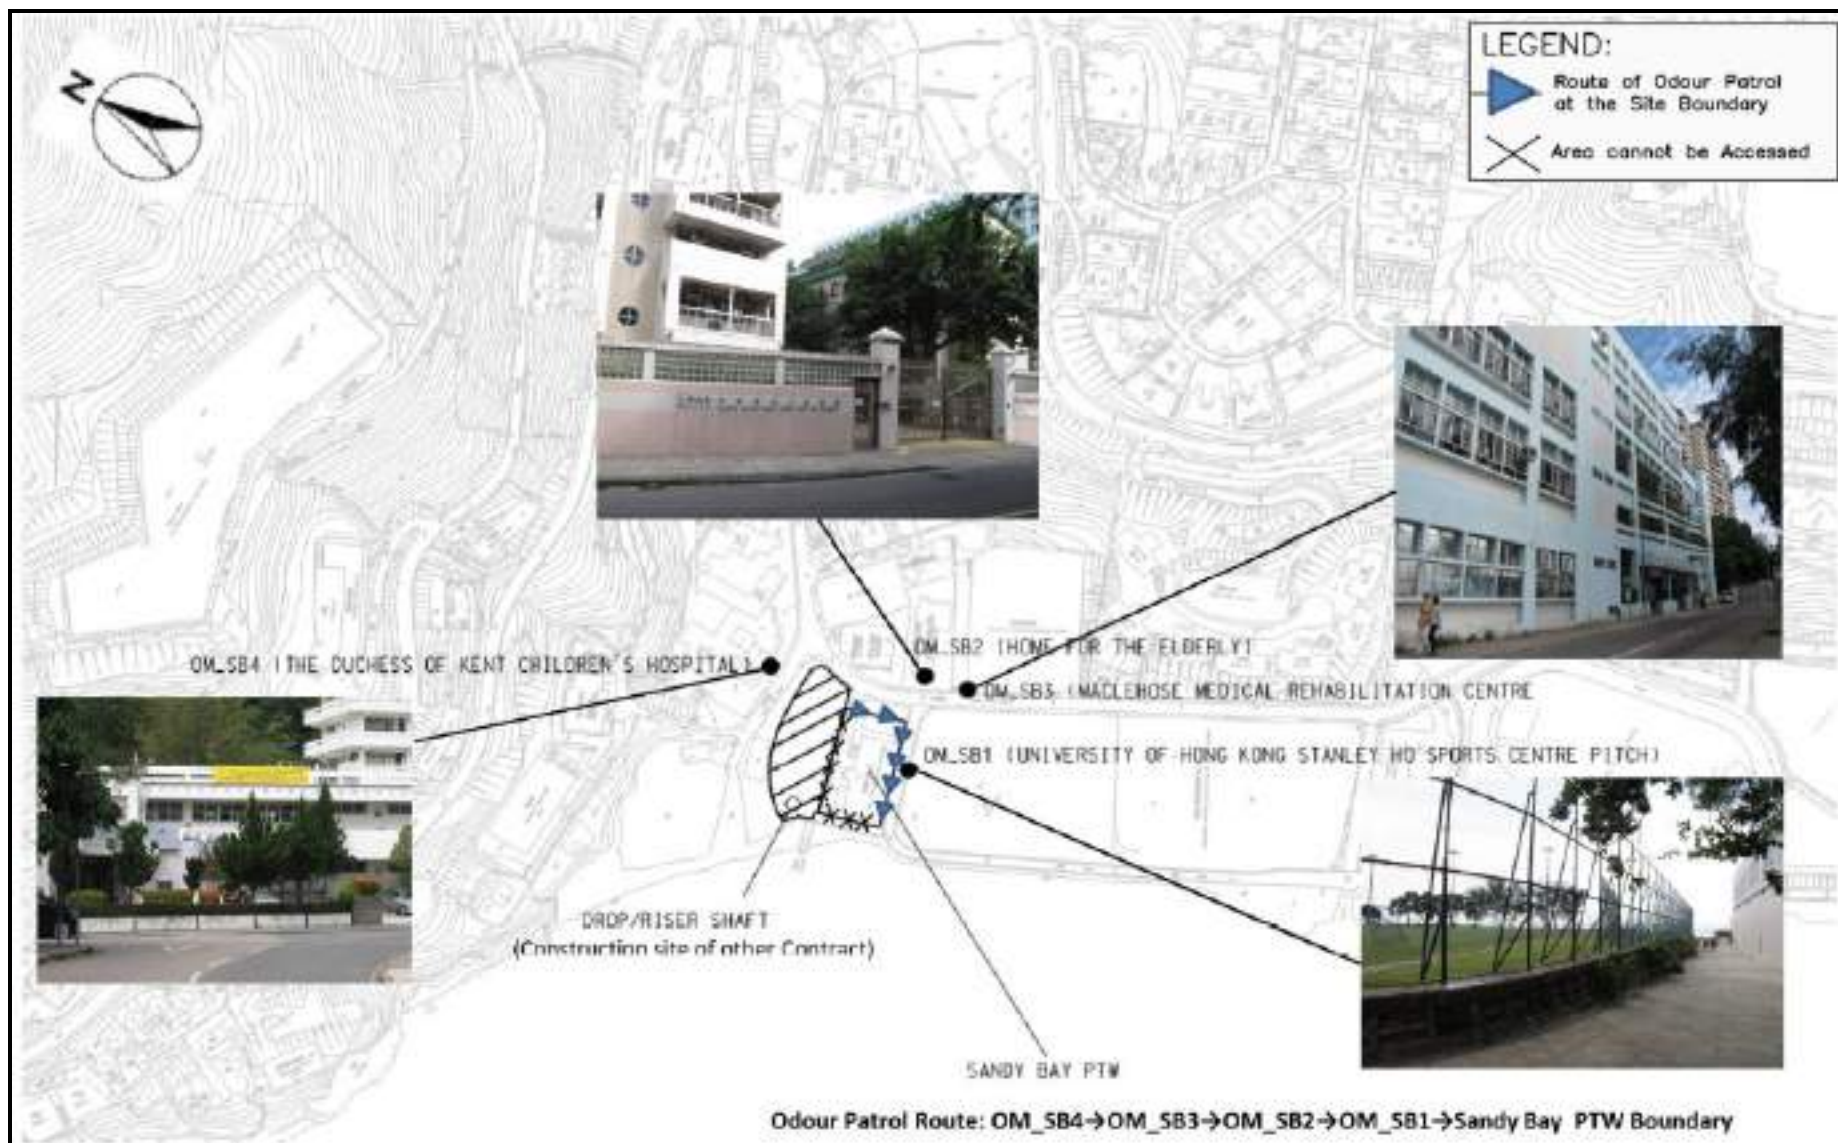 LEGEND:
Route of Odour Patrol
at the Site Boundary
Area cannot be Accessed
N
OM_SB2 (HOME FOR THE ELDERLY)
OM_SB4 (THE DUCHESS OF KENT CHILDREN'S HOSPITAL)
OM_SB3 (MACLEHOSE MEDICAL REHABILITATION CENTRE
OM_SB1 (UNIVERSITY OF HONG KONG STANLEY HO SPORTS CENTRE PITCH)
DROP/RISER SHAFT
(Construction site of other Contract)
SANDY BAY PTW
Odour Patrol Route: OM_SB4→OM_SB3→OM_SB2→OM_SB1→Sandy Bay PTW Boundary